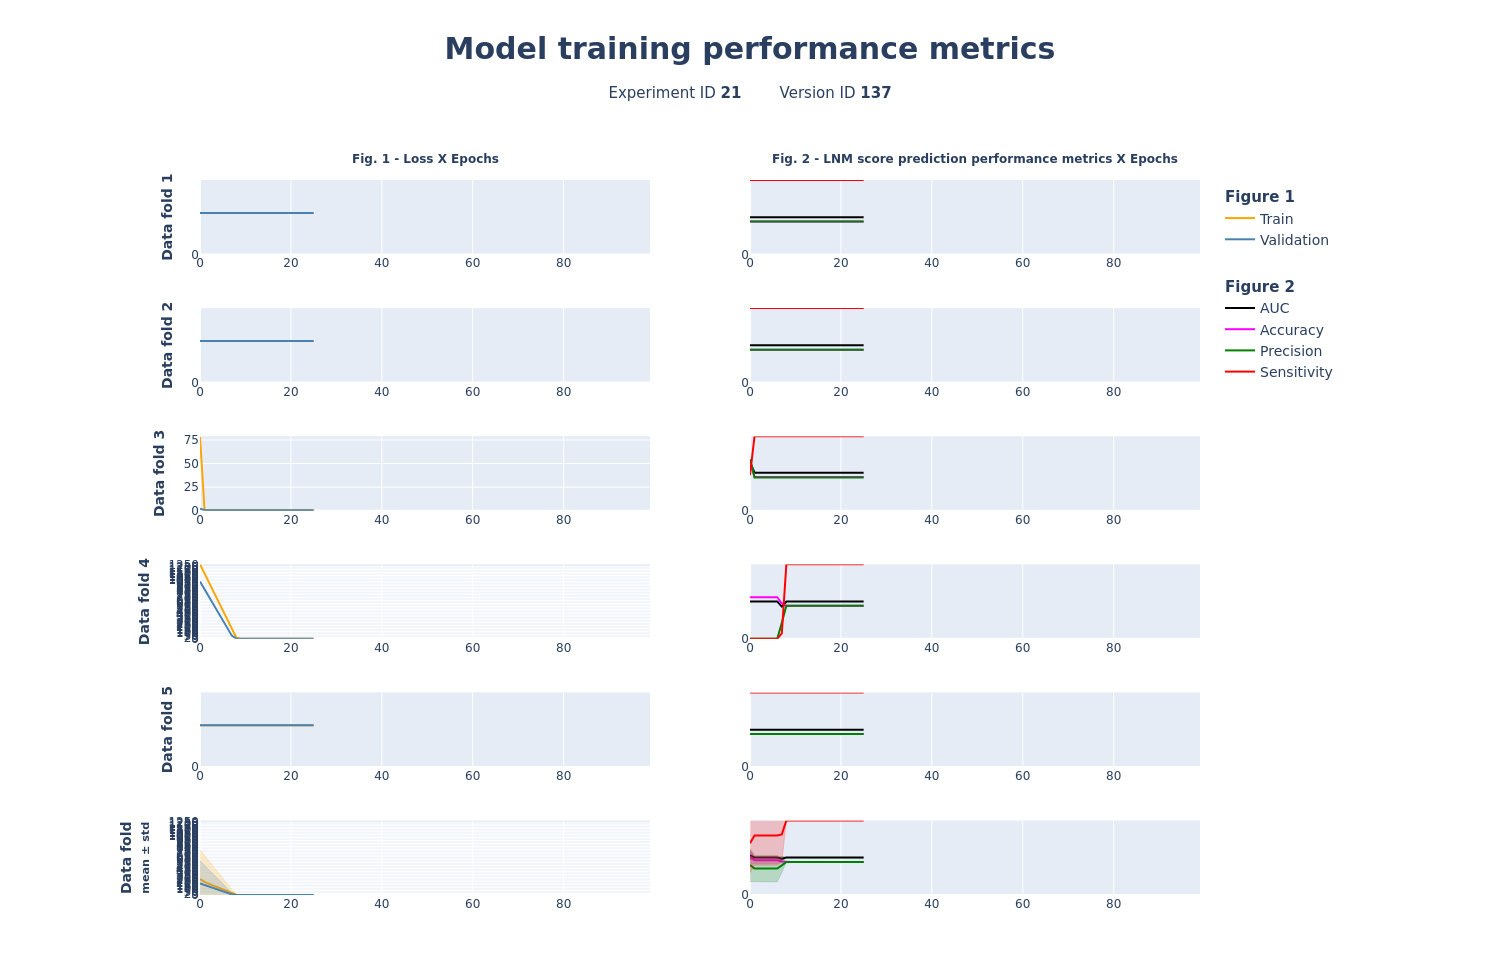 Model training performance metrics
Experiment ID 21 Version ID 137
Fig. 1 - Loss X Epochs
Fig. 2 - LNM score prediction performance metrics X Epochs
Data fold 1
0
0 20 40 60 80
0
0 20 40 60 80
Figure 1
Train
Validation
Figure 2
AUC
Accuracy
Precision
Sensitivity
Data fold 2
0
0 20 40 60 80
0
0 20 40 60 80
Data fold 3
75
50
25
0
0 20 40 60 80
0
0 20 40 60 80
Data fold 4
0 20 40 60 80
0
0 20 40 60 80
Data fold 5
0
0 20 40 60 80
0
0 20 40 60 80
Data fold
mean ± std
0 20 40 60 80
0
0 20 40 60 80